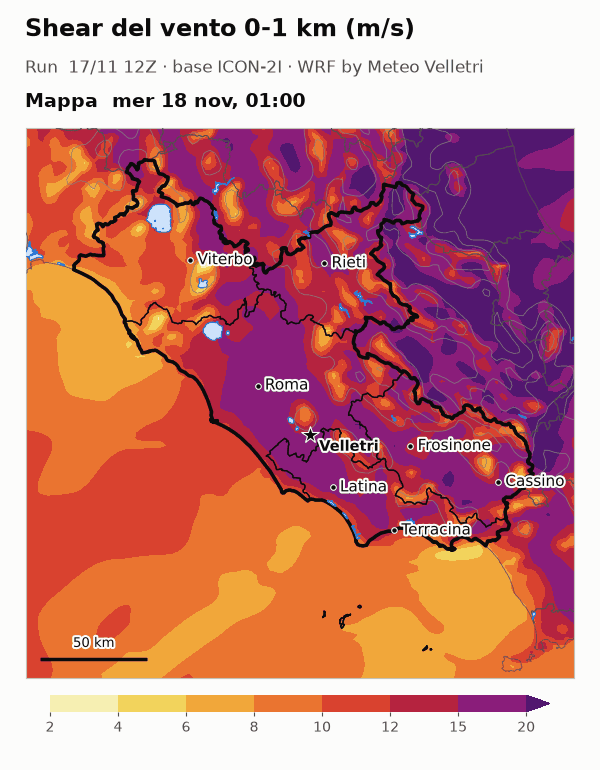 Shear del vento 0-1 km (m/s)
Run  17/11 12Z · base ICON-2I · WRF by Meteo Velletri
Mappa  mer 18 nov, 01:00
Viterbo
Rieti
Roma
Velletri
Frosinone
Latina
Cassino
Terracina
50 km
2 4 6 8 10 12 15 20